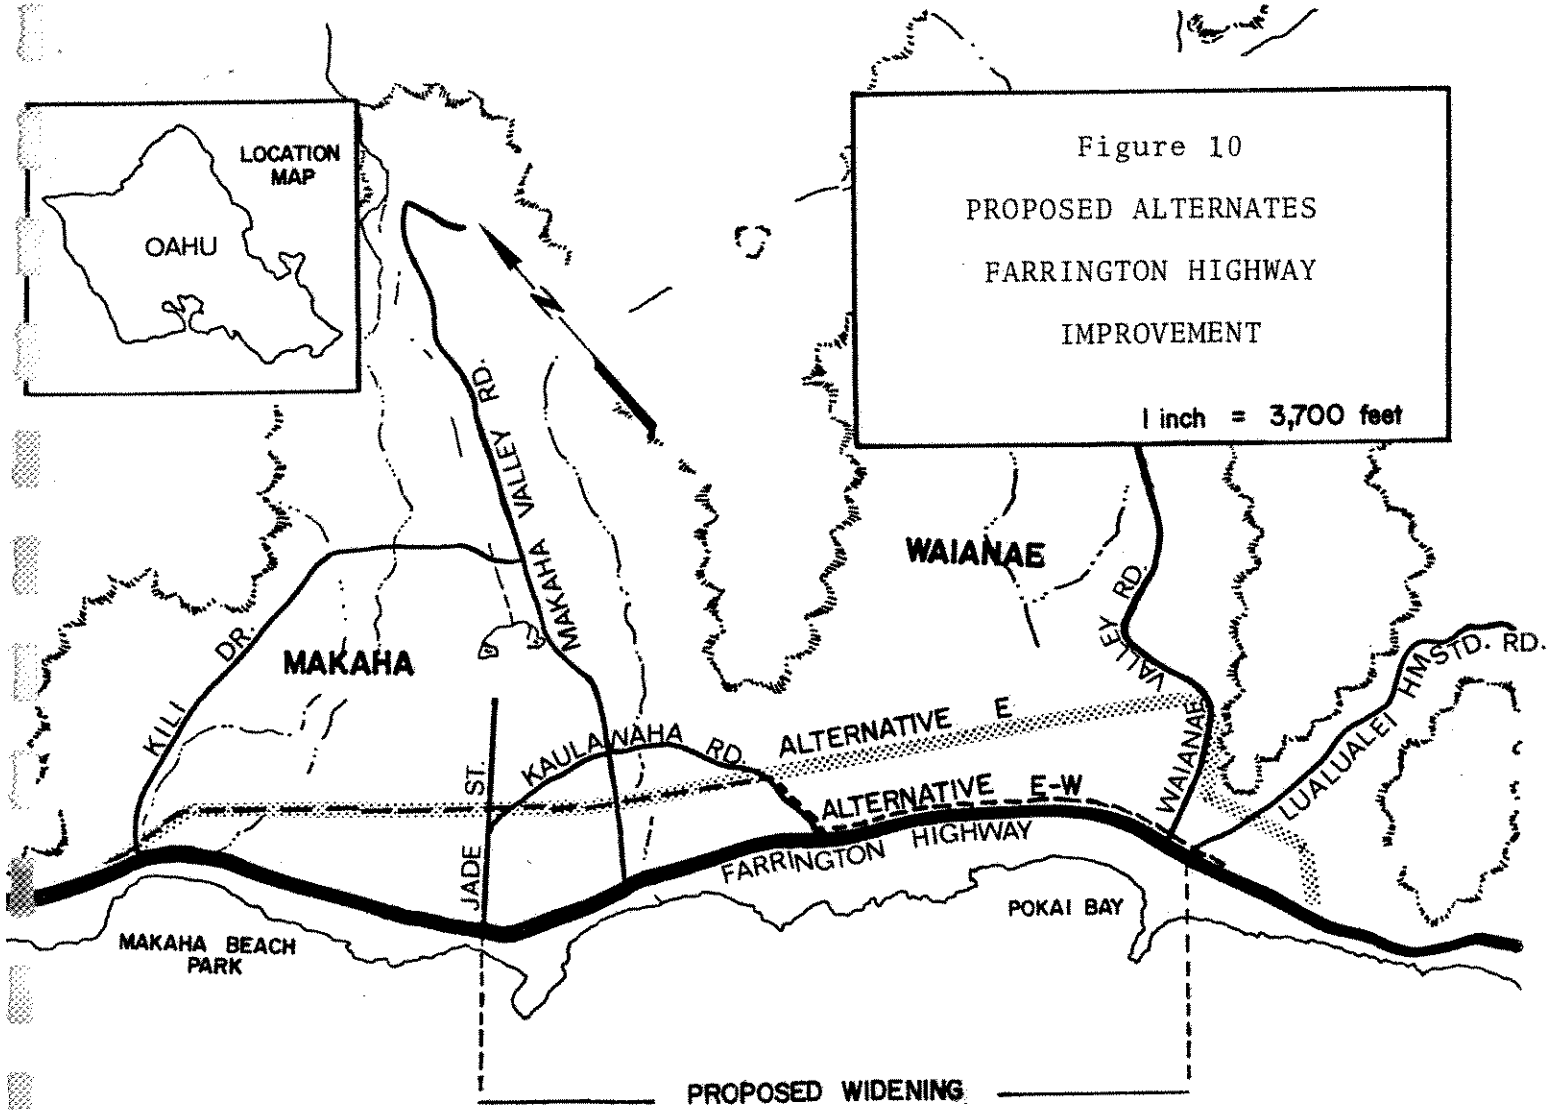 LOCATION
MAP
OAHU
Figure 10
PROPOSED ALTERNATES
FARRINGTON HIGHWAY
IMPROVEMENT
1 inch = 3,700 feet
N
MAKAHA VALLEY RD.
WAIANAE
KILI DR.
MAKAHA
WAIANAE VALLEY RD.
LUALUALEI HMSTD. RD.
JADE ST.
KAULAWAHA RD.
ALTERNATIVE E
ALTERNATIVE E-W
FARRINGTON HIGHWAY
MAKAHA BEACH
PARK
POKAI BAY
PROPOSED WIDENING